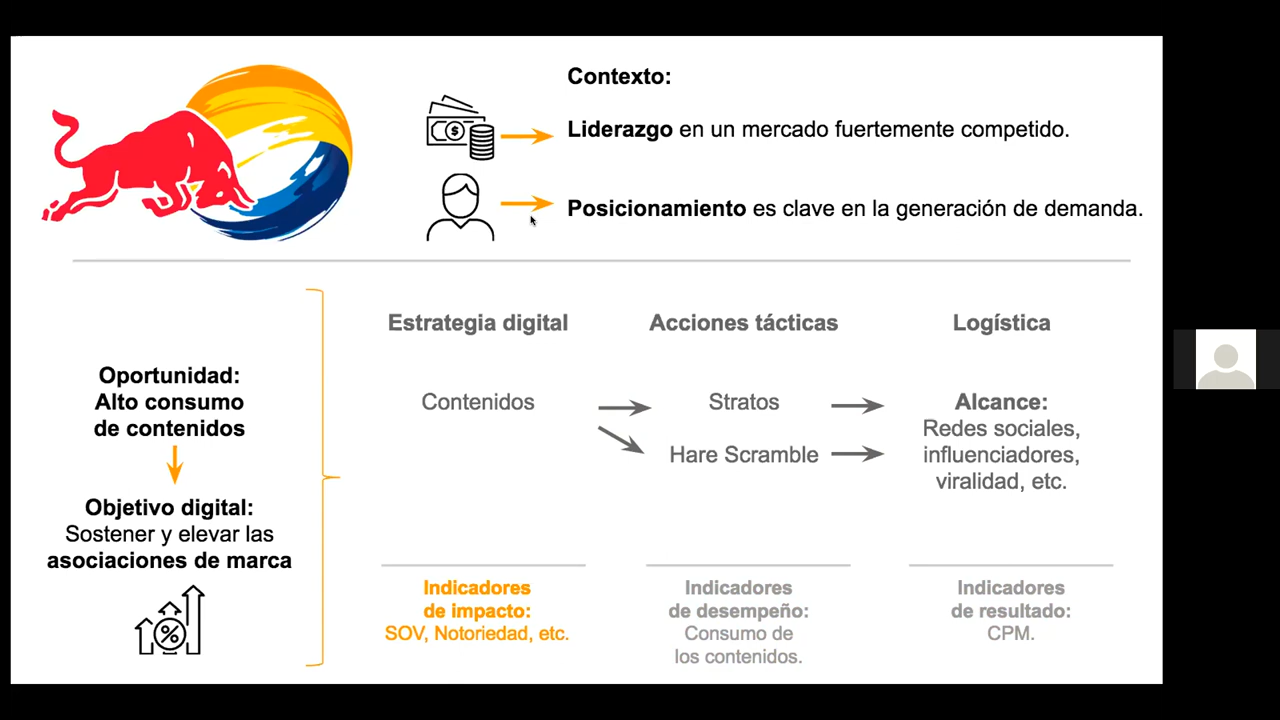 Contexto:
Liderazgo en un mercado fuertemente competido.
Posicionamiento es clave en la generación de demanda.
Oportunidad:
Alto consumo
de contenidos
Objetivo digital:
Sostener y elevar las
asociaciones de marca
%
$
Estrategia digital
Contenidos
Indicadores
de impacto:
SOV, Notoriedad, etc.
Acciones tácticas
Stratos
Hare Scramble
Indicadores
de desempeño:
Consumo de
los contenidos.
Logística
Alcance:
Redes sociales,
influenciadores,
viralidad, etc.
Indicadores
de resultado:
CPM.